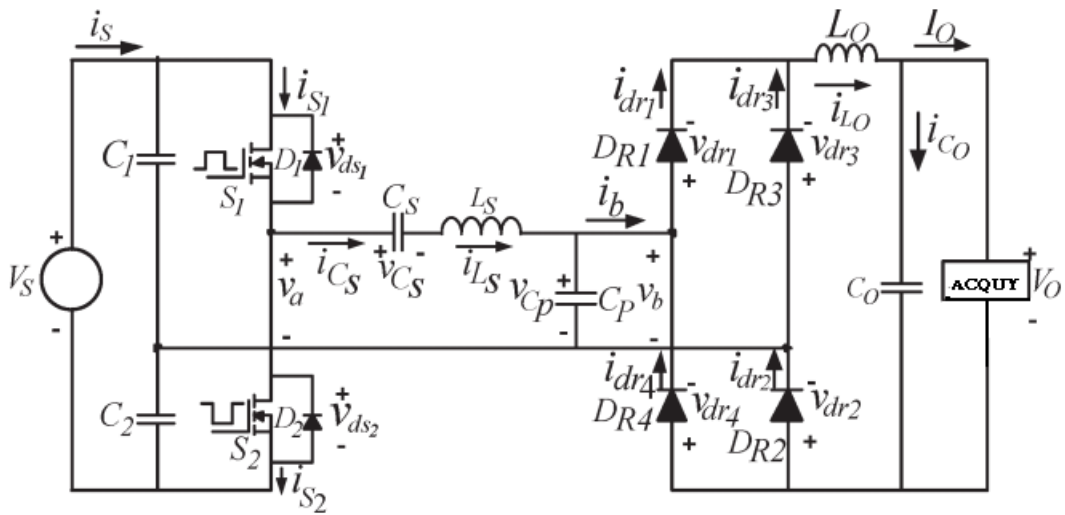 i_S
i_S1
C_1
D_1
+
v_ds1
-
S_1
C_S
L_S
i_b
i_dr1
i_dr3
L_O
I_O
i_LO
i_CO
D_R1
-
v_dr1
+
-
v_dr3
+
D_R3
+
V_S
-
+
v_a
-
i_CS
+
v_CS
-
i_LS
+
v_Cp
-
C_P
+
v_b
-
C_O
ACQUY
+
V_O
-
i_dr4
i_dr2
C_2
D_2
+
v_ds2
-
S_2
i_S2
D_R4
-
v_dr4
+
-
v_dr2
+
D_R2